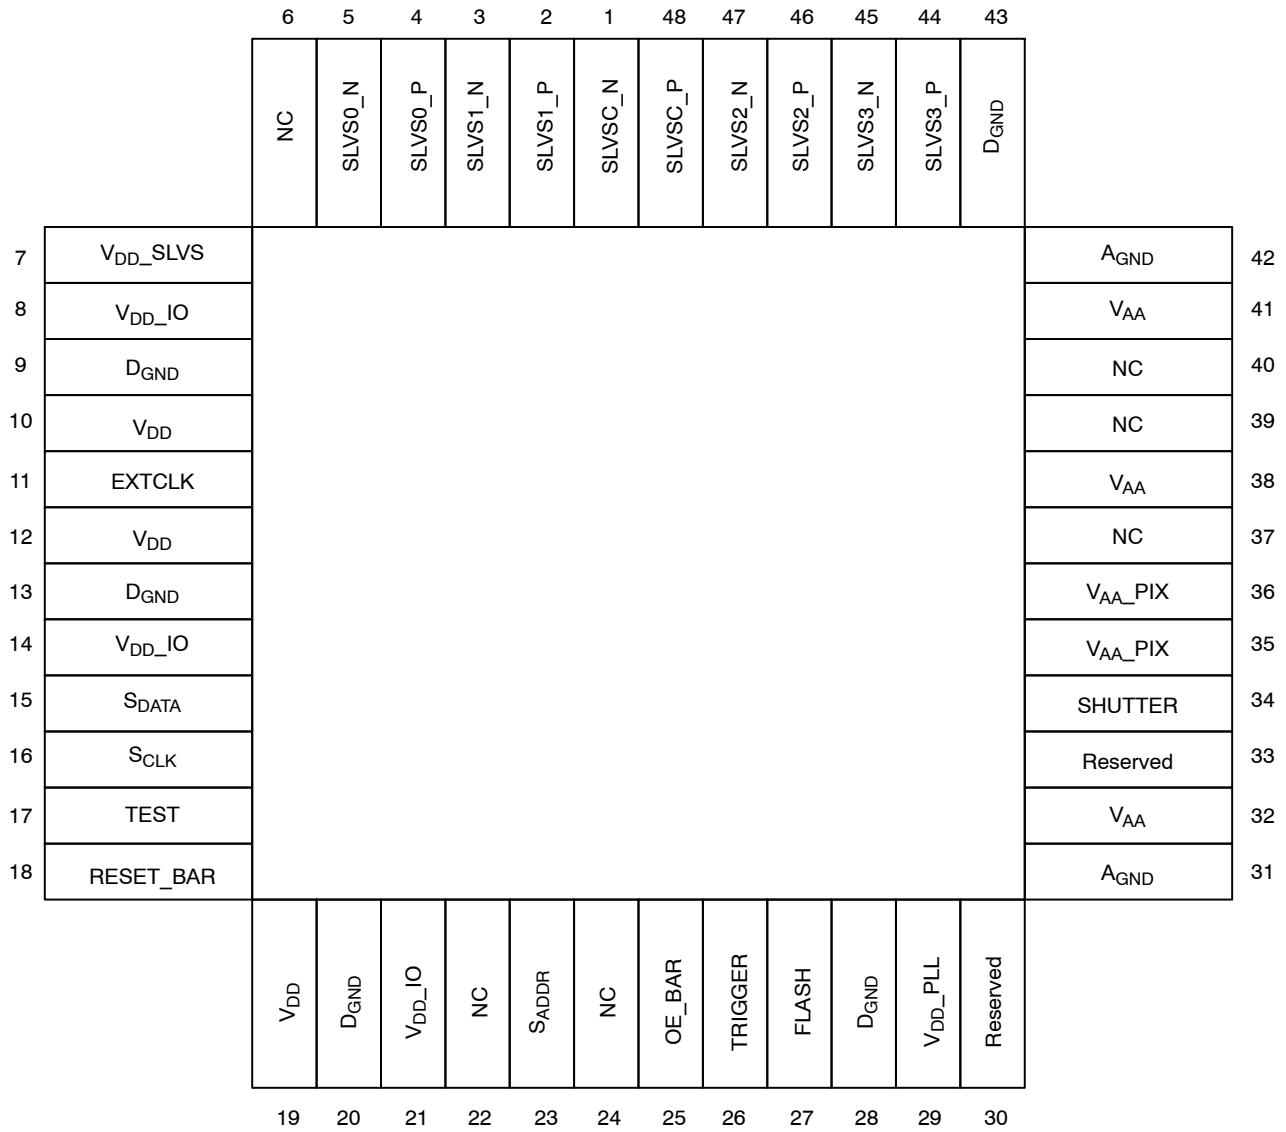 6 5 4 3 2 1 48 47 46 45 44 43
NC
SLVS0_N
SLVS0_P
SLVS1_N
SLVS1_P
SLVSC_N
SLVSC_P
SLVS2_N
SLVS2_P
SLVS3_N
SLVS3_P
DGND
7 VDD_SLVS
8 VDD_IO
9 DGND
10 VDD
11 EXTCLK
12 VDD
13 DGND
14 VDD_IO
15 SDATA
16 SCLK
17 TEST
18 RESET_BAR
AGND 42
VAA 41
NC 40
NC 39
VAA 38
NC 37
VAA_PIX 36
VAA_PIX 35
SHUTTER 34
Reserved 33
VAA 32
AGND 31
VDD
DGND
VDD_IO
NC
SADDR
NC
OE_BAR
TRIGGER
FLASH
DGND
VDD_PLL
Reserved
19 20 21 22 23 24 25 26 27 28 29 30